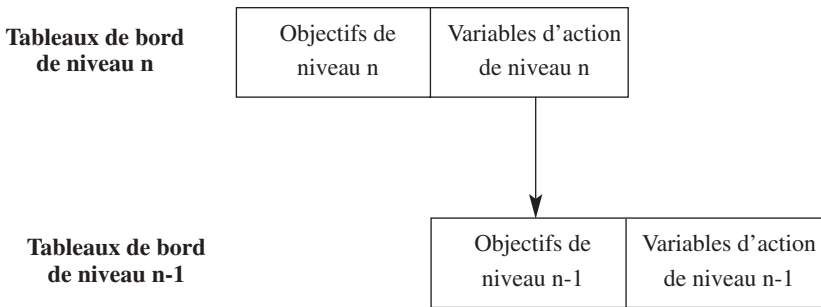 Tableaux de bord
de niveau n
Objectifs de
niveau n
Variables d'action
de niveau n
Tableaux de bord
de niveau n-1
Objectifs de
niveau n-1
Variables d'action
de niveau n-1